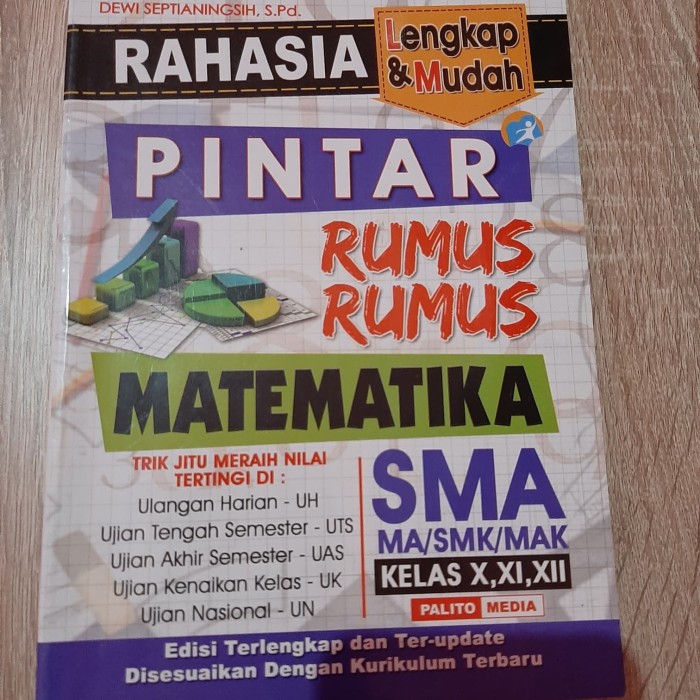 DEWI SEPTIANINGSIH, S.Pd.
RAHASIA
Lengkap
& Mudah
PINTAR
RUMUS
RUMUS
MATEMATIKA
TRIK JITU MERAIH NILAI
TERTINGI DI :
Ulangan Harian - UH
Ujian Tengah Semester - UTS
Ujian Akhir Semester - UAS
Ujian Kenaikan Kelas - UK
Ujian Nasional - UN
SMA
MA/SMK/MAK
KELAS X,XI,XII
PALITO MEDIA
Edisi Terlengkap dan Ter-update
Disesuaikan Dengan Kurikulum Terbaru